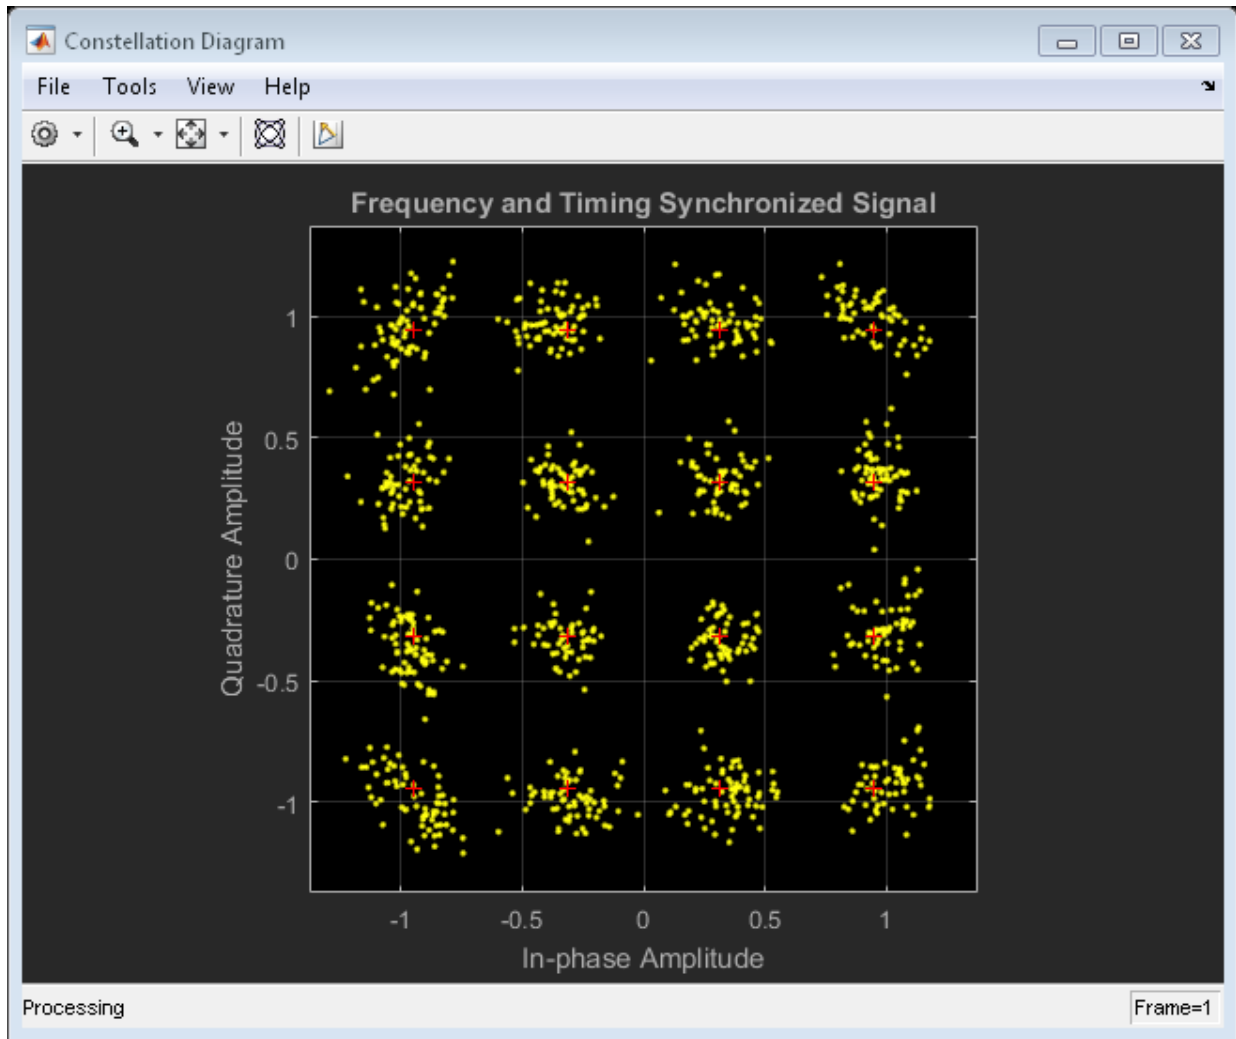 Constellation Diagram
File Tools View Help
Frequency and Timing Synchronized Signal
1
0.5
0
-0.5
-1
Quadrature Amplitude
-1 -0.5 0 0.5 1
In-phase Amplitude
Processing Frame=1